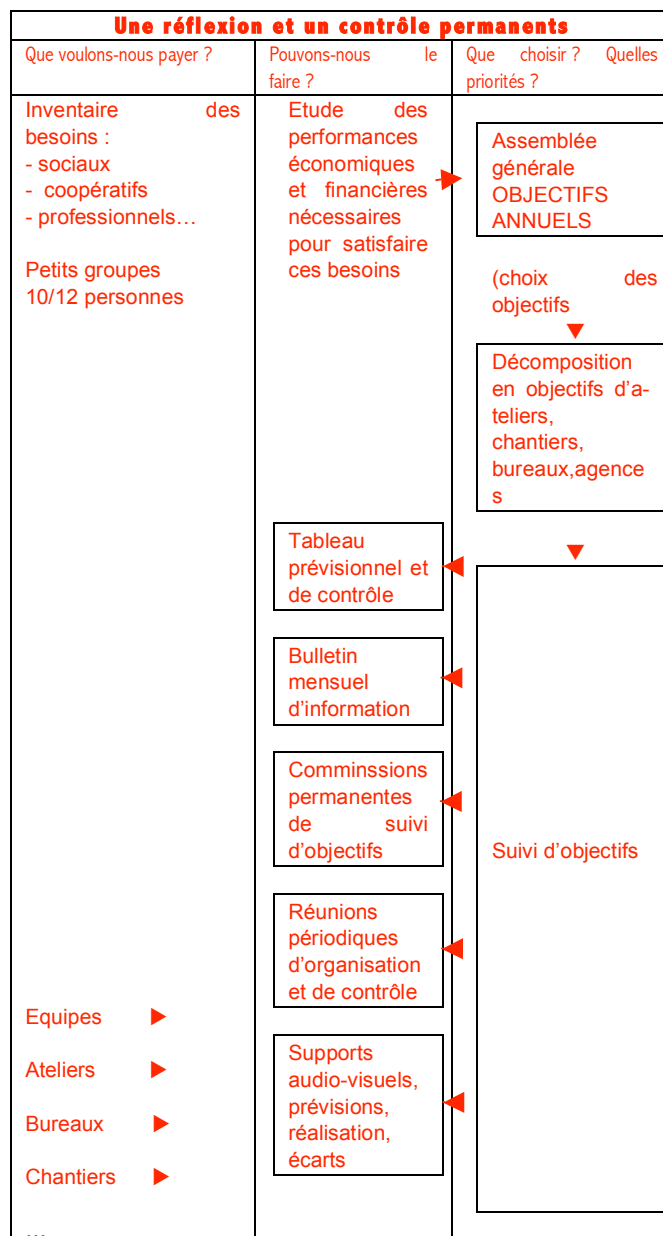 Une réflexion et un contrôle permanents
Que voulons-nous payer ?
Pouvons-nous le
faire ?
Que choisir ? Quelles
priorités ?
Inventaire des
besoins :
- sociaux
- coopératifs
- professionnels…
Petits groupes
10/12 personnes
Etude des
performances
économiques
et financières
nécessaires
pour satisfaire
ces besoins
Assemblée
générale
OBJECTIFS
ANNUELS
(choix des
objectifs
Décomposition
en objectifs d'a-
teliers,
chantiers,
bureaux,agence
s
Tableau
prévisionnel et
de contrôle
Bulletin
mensuel
d'information
Comminssions
permanentes
de suivi
d'objectifs
Suivi d'objectifs
Réunions
périodiques
d'organisation
et de contrôle
Equipes
Ateliers
Bureaux
Chantiers
…
Supports
audio-visuels,
prévisions,
réalisation,
écarts